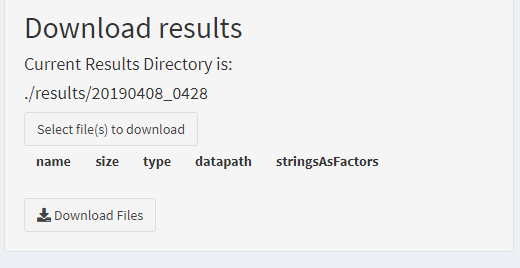 Download results
Current Results Directory is:
./results/20190408_0428
Select file(s) to download
name size type datapath stringsAsFactors
Download Files